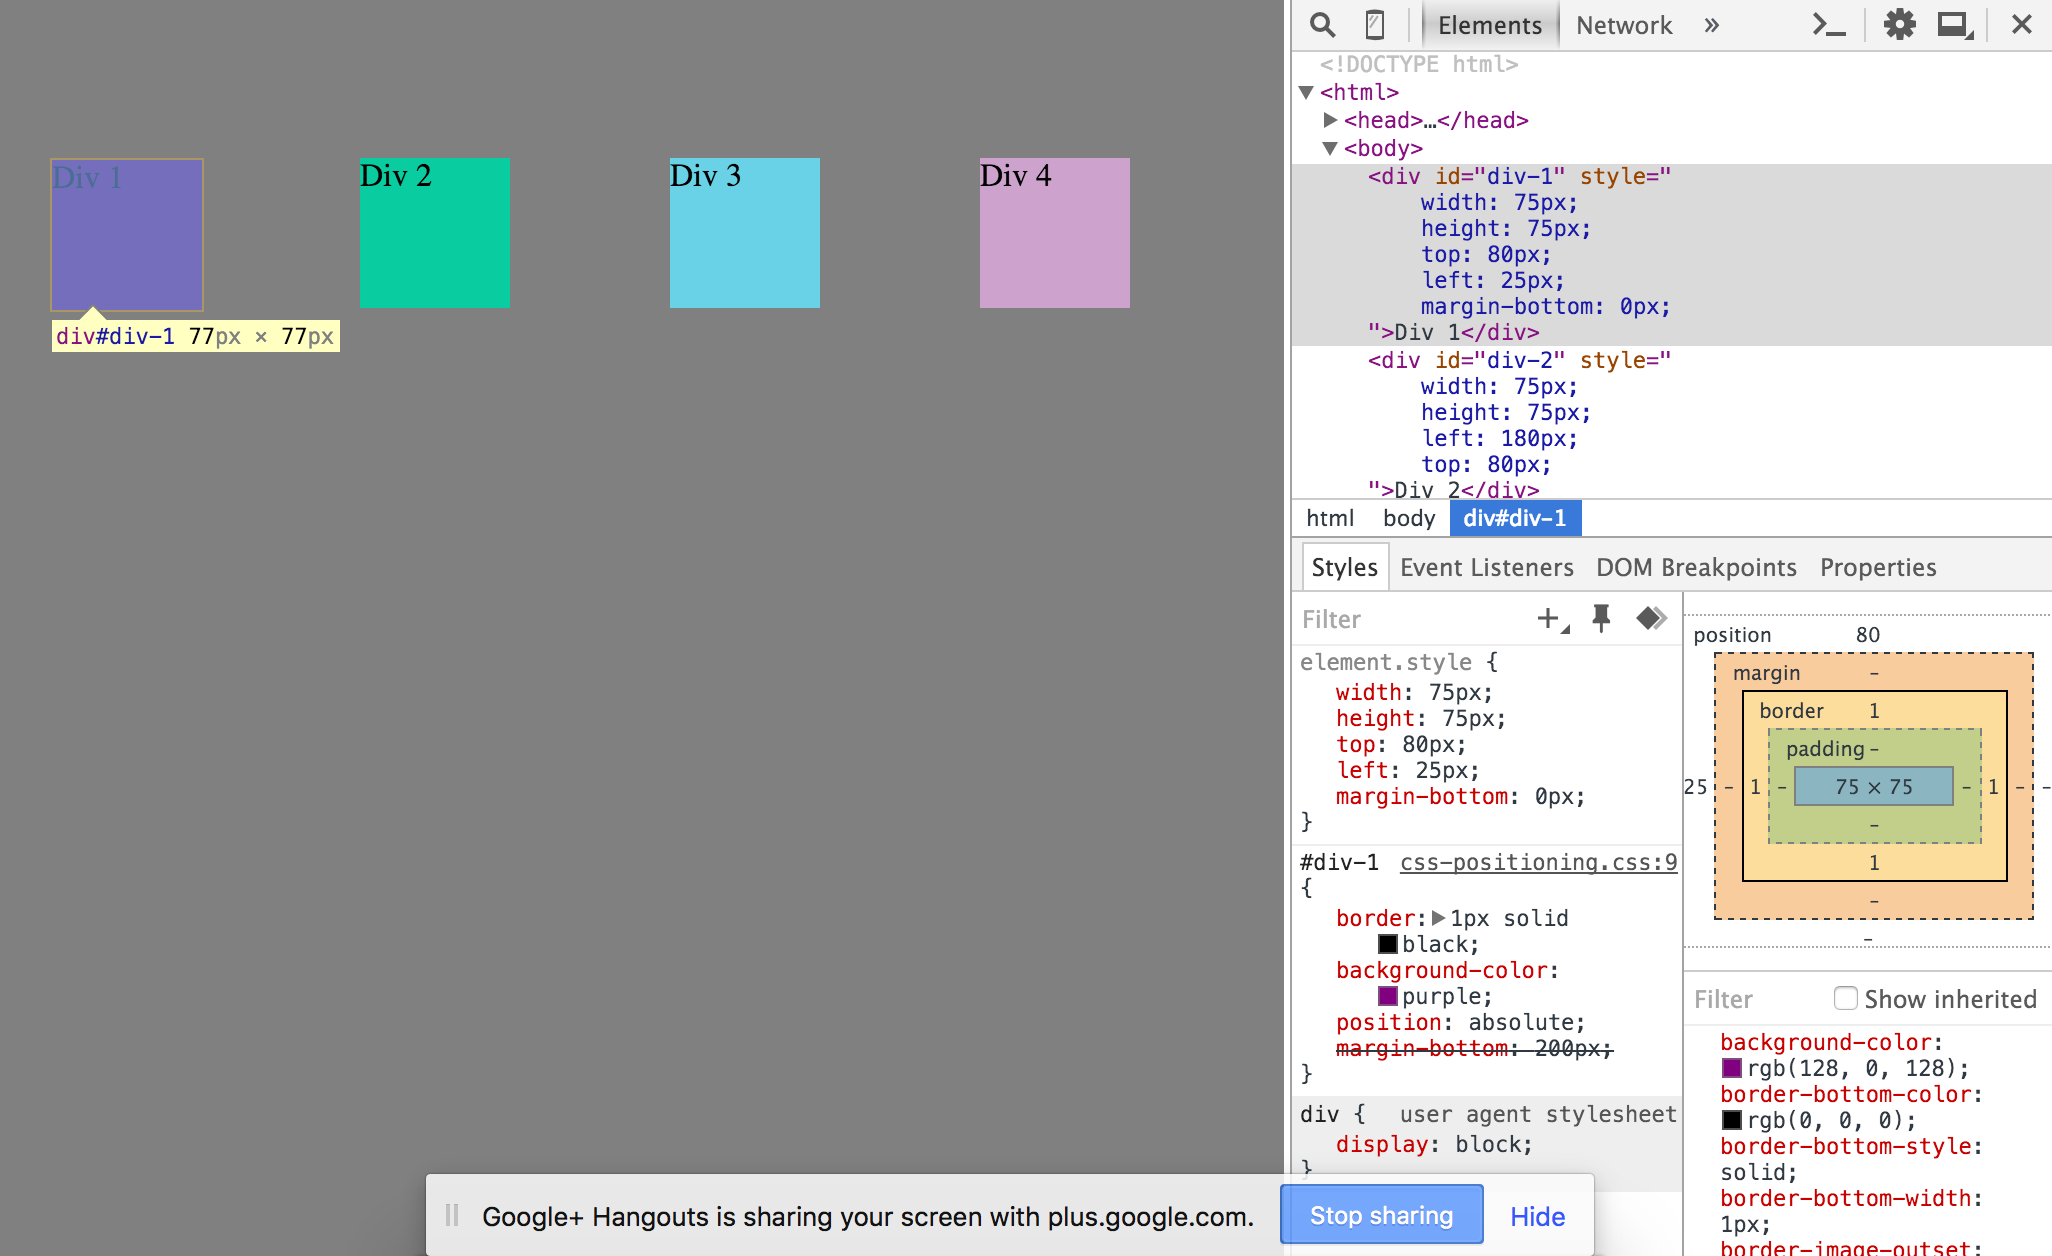 Div 1
Div 2
Div 3
Div 4
div#div-1 77px × 77px
Elements
Network
»
<!DOCTYPE html>
<html>
<head>…</head>
<body>
<div id="div-1" style="
width: 75px;
height: 75px;
top: 80px;
left: 25px;
margin-bottom: 0px;
">Div 1</div>
<div id="div-2" style="
width: 75px;
height: 75px;
left: 180px;
top: 80px;
">Div 2</div>
html body div#div-1
Styles Event Listeners DOM Breakpoints Properties
Filter
element.style {
width: 75px;
height: 75px;
top: 80px;
left: 25px;
margin-bottom: 0px;
}
#div-1 css-positioning.css:9
{
border: 1px solid
black;
background-color:
purple;
position: absolute;
margin-bottom: 200px;
}
div { user agent stylesheet
display: block;
}
position 80
margin -
border 1
padding -
25 - 1 - 75 × 75 - 1 - -
-
1
-
-
Filter Show inherited
background-color:
rgb(128, 0, 128);
border-bottom-color:
rgb(0, 0, 0);
border-bottom-style:
solid;
border-bottom-width:
1px;
border-image-outset:
Google+ Hangouts is sharing your screen with plus.google.com.
Stop sharing
Hide